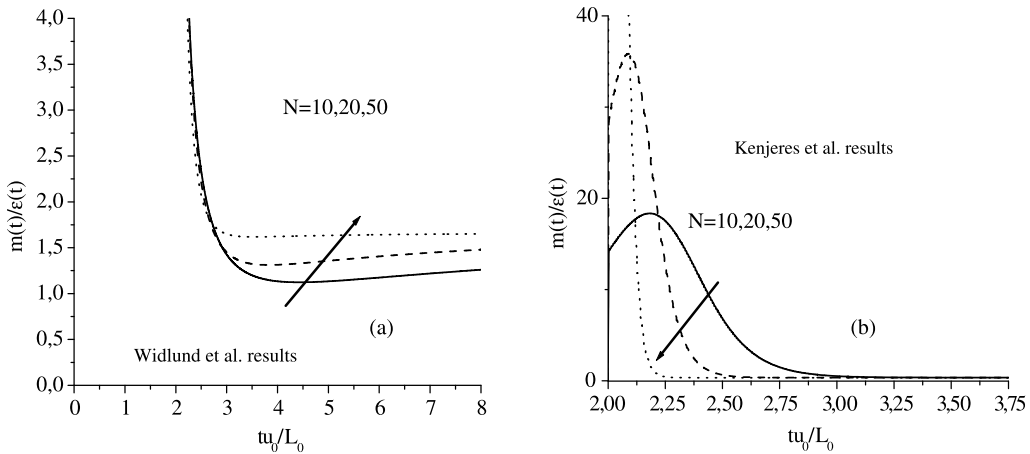 4,0
3,5
3,0
2,5
2,0
1,5
1,0
0,5
0,0
m(t)/ε(t)
N=10,20,50
(a)
Widlund et al. results
0 1 2 3 4 5 6 7 8
tu₀/L₀
40
20
0
m(t)/ε(t)
Kenjeres et al. results
N=10,20,50
(b)
2,00 2,25 2,50 2,75 3,00 3,25 3,50 3,75
tu₀/L₀